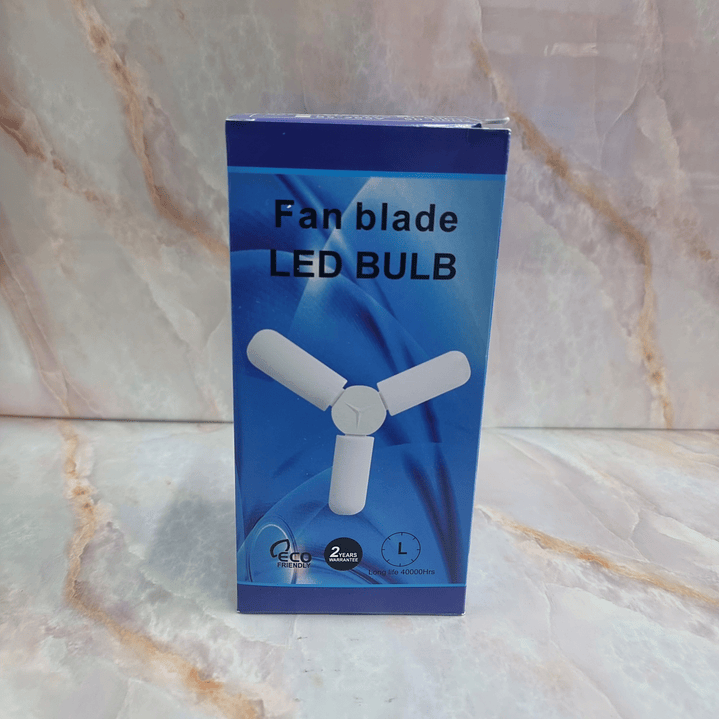 Fan blade
LED BULB
ECO
FRIENDLY
2 YEARS
WARRANTEE
L
Long life 40000Hrs